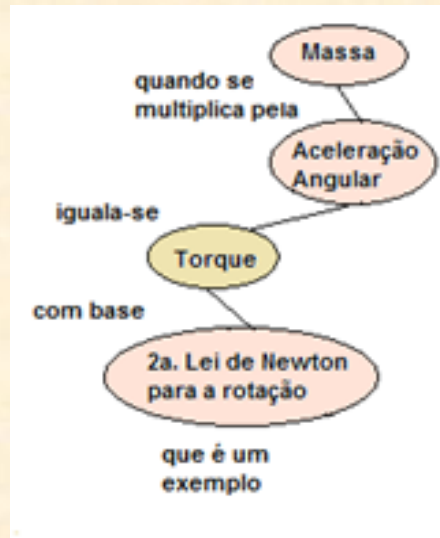 Massa
quando se
multiplica pela
Aceleração
Angular
iguala-se
Torque
com base
2a. Lei de Newton
para a rotação
que é um
exemplo